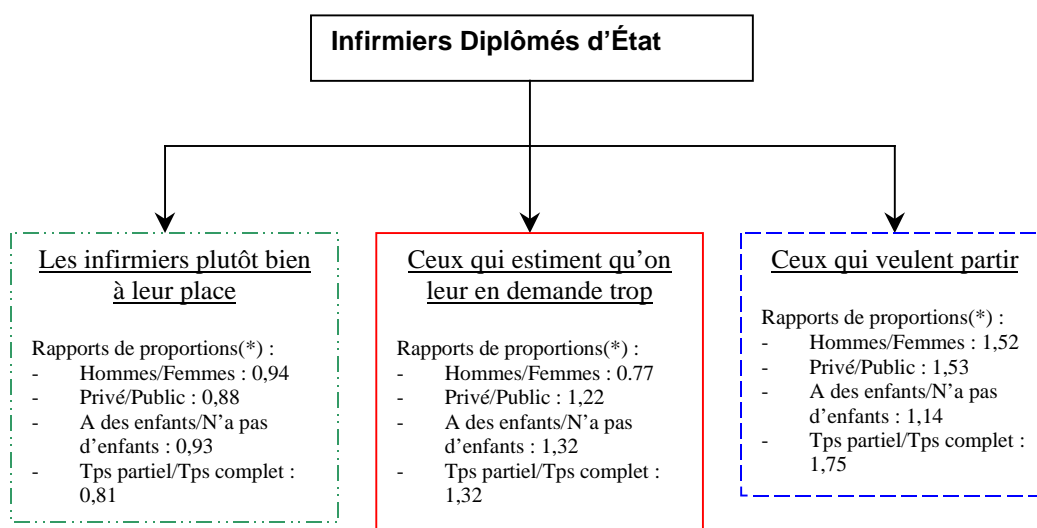 Infirmiers Diplômés d'État
Les infirmiers plutôt bien
à leur place
Rapports de proportions(*) :
- Hommes/Femmes : 0,94
- Privé/Public : 0,88
- A des enfants/N'a pas
d'enfants : 0,93
- Tps partiel/Tps complet :
0,81
Ceux qui estiment qu'on
leur en demande trop
Rapports de proportions(*) :
- Hommes/Femmes : 0.77
- Privé/Public : 1,22
- A des enfants/N'a pas
d'enfants : 1,32
- Tps partiel/Tps complet :
1,32
Ceux qui veulent partir
Rapports de proportions(*) :
- Hommes/Femmes : 1,52
- Privé/Public : 1,53
- A des enfants/N'a pas
d'enfants : 1,14
- Tps partiel/Tps complet :
1,75